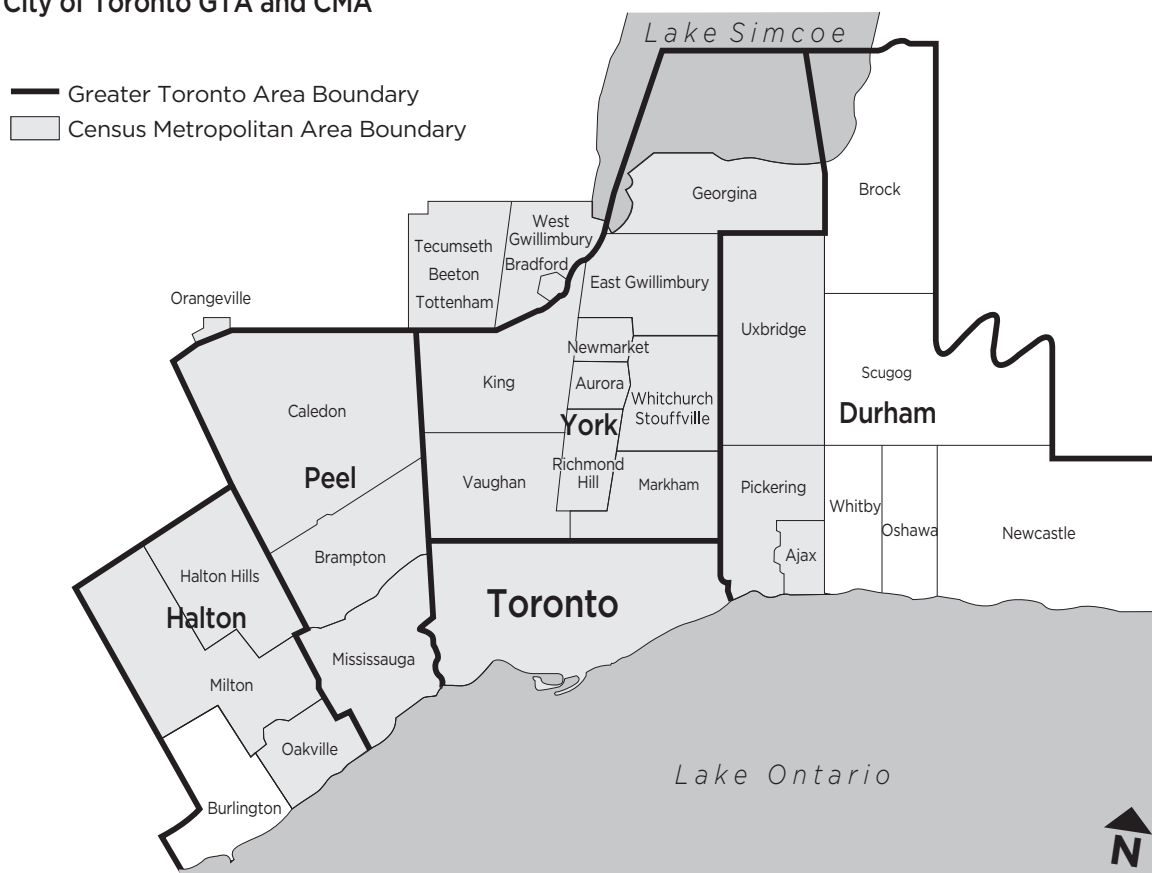 City of Toronto GTA and CMA
Lake Simcoe
Greater Toronto Area Boundary
Census Metropolitan Area Boundary
Georgina
Brock
West
Gwillimbury
Tecumseth
Bradford
Beeton
East Gwillimbury
Orangeville
Tottenham
Uxbridge
Newmarket
Scugog
King
Aurora
Whitchurch
Stouffville
Caledon
York
Durham
Richmond
Hill
Peel
Vaughan
Markham
Pickering
Whitby
Oshawa
Newcastle
Brampton
Ajax
Halton Hills
Toronto
Halton
Mississauga
Milton
Oakville
Lake Ontario
Burlington
N